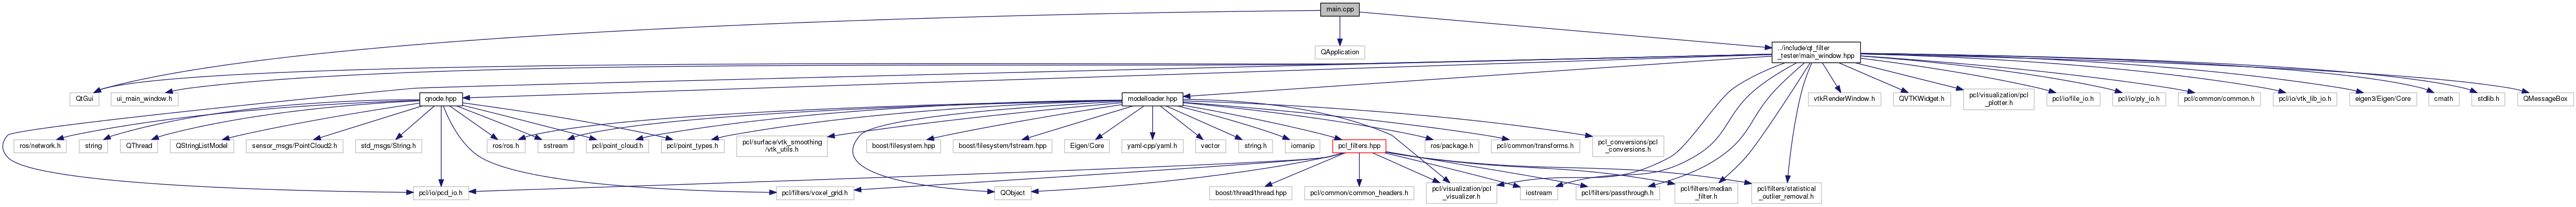 main.cpp
QApplication
../include/qt_filter
_tester/main_window.hpp
QtGui
ui_main_window.h
qnode.hpp
modelloader.hpp
vtkRenderWindow.h
QVTKWidget.h
pcl/visualization/pcl
_plotter.h
pcl/io/file_io.h
pcl/io/ply_io.h
pcl/common/common.h
pcl/io/vtk_lib_io.h
eigen3/Eigen/Core
cmath
stdlib.h
QMessageBox
ros/network.h
string
QThread
QStringListModel
sensor_msgs/PointCloud2.h
std_msgs/String.h
ros/ros.h
sstream
pcl/point_cloud.h
pcl/point_types.h
pcl/surface/vtk_smoothing
/vtk_utils.h
boost/filesystem.hpp
boost/filesystem/fstream.hpp
Eigen/Core
yaml-cpp/yaml.h
vector
string.h
iomanip
pcl_filters.hpp
ros/package.h
pcl/common/transforms.h
pcl_conversions/pcl
_conversions.h
pcl/io/pcd_io.h
pcl/filters/voxel_grid.h
QObject
boost/thread/thread.hpp
pcl/common/common_headers.h
pcl/visualization/pcl
_visualizer.h
iostream
pcl/filters/passthrough.h
pcl/filters/median
_filter.h
pcl/filters/statistical
_outlier_removal.h